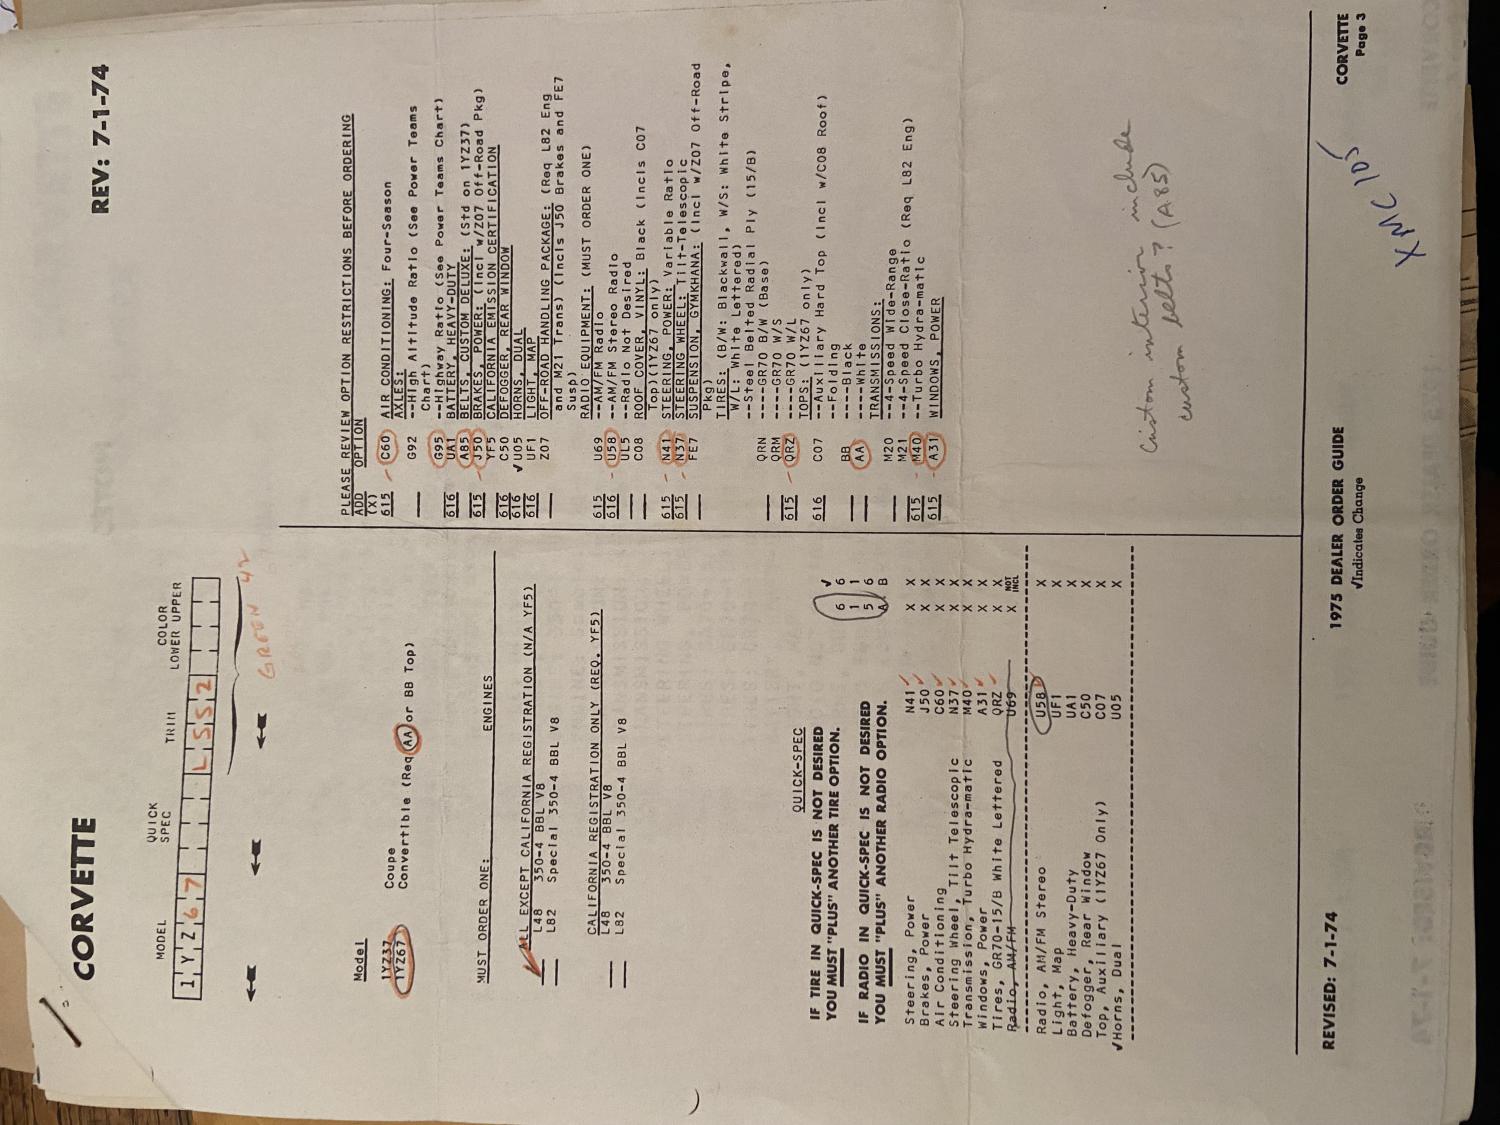 CORVETTE
REV: 7-1-74
MODEL
QUICK
SPEC
TRIM
COLOR
LOWER UPPER
1 Y Z 6 7 L 5 5 2
GREEN 42
Model
1YZ37 Coupe
1YZ67 Convertible (Req AA or BB Top)
MUST ORDER ONE: ENGINES
ALL EXCEPT CALIFORNIA REGISTRATION (N/A YF5)
L48 350-4 BBL V8
L82 Special 350-4 BBL V8
CALIFORNIA REGISTRATION ONLY (REQ. YF5)
L48 350-4 BBL V8
L82 Special 350-4 BBL V8
QUICK-SPEC
IF TIRE IN QUICK-SPEC IS NOT DESIRED
YOU MUST "PLUS" ANOTHER TIRE OPTION.
IF RADIO IN QUICK-SPEC IS NOT DESIRED
YOU MUST "PLUS" ANOTHER RADIO OPTION.
6 6
1 1
5 6
A B
Steering, Power N41 X X
Brakes, Power J50 X X
Air Conditioning C60 X X
Steering Wheel, Tilt Telescopic N37 X X
Transmission, Turbo Hydra-matic M40 X X
Windows, Power A31 X X
Tires, GR70-15/B White Lettered QRZ X X
Radio, AM/FM U69 X NOT INCL
Radio, AM/FM Stereo U58 X
Light, Map UF1 X
Battery, Heavy-Duty UA1 X
Defogger, Rear Window C50 X
Top, Auxiliary (1YZ67 Only) C07 X
✓Horns, Dual U05 X
PLEASE REVIEW OPTION RESTRICTIONS BEFORE ORDERING
ADD OPTION
(X)
615 C60 AIR CONDITIONING: Four-Season
AXLES:
G92 --High Altitude Ratio (See Power Teams
Chart)
G95 --Highway Ratio (See Power Teams Chart)
616 UA1 BATTERY, HEAVY-DUTY
A85 BELTS, CUSTOM DELUXE: (Std on 1YZ37)
615 J50 BRAKES, POWER: (Incl w/Z07 Off-Road Pkg)
YF5 CALIFORNIA EMISSION CERTIFICATION
616 C50 DEFOGGER, REAR WINDOW
616 ✓U05 HORNS, DUAL
616 UF1 LIGHT, MAP
Z07 OFF-ROAD HANDLING PACKAGE: (Req L82 Eng
and M21 Trans) (Incls J50 Brakes and FE7
Susp)
RADIO EQUIPMENT: (MUST ORDER ONE)
615 U69 --AM/FM Radio
616 U58 --AM/FM Stereo Radio
UL5 --Radio Not Desired
C08 ROOF COVER, VINYL: Black (Incls C07
Top)(1YZ67 only)
615 N41 STEERING, POWER: Variable Ratio
615 N37 STEERING WHEEL: Tilt-Telescopic
FE7 SUSPENSION, GYMKHANA: (Incl w/Z07 Off-Road
Pkg)
TIRES: (B/W: Blackwall, W/S: White Stripe,
W/L: White Lettered)
--Steel Belted Radial Ply (15/B)
QRN ----GR70 B/W (Base)
QRM ----GR70 W/S
615 QRZ ----GR70 W/L
TOPS: (1YZ67 only)
616 C07 --Auxiliary Hard Top (Incl w/C08 Roof)
--Folding
BB ----Black
AA ----White
TRANSMISSIONS:
M20 --4-Speed Wide-Range
M21 --4-Speed Close-Ratio (Req L82 Eng)
615 M40 --Turbo Hydra-matic
615 A31 WINDOWS, POWER
Custom interior include
custom belts? (A85)
XNC 105
REVISED: 7-1-74
1975 DEALER ORDER GUIDE
✓Indicates Change
CORVETTE
Page 3